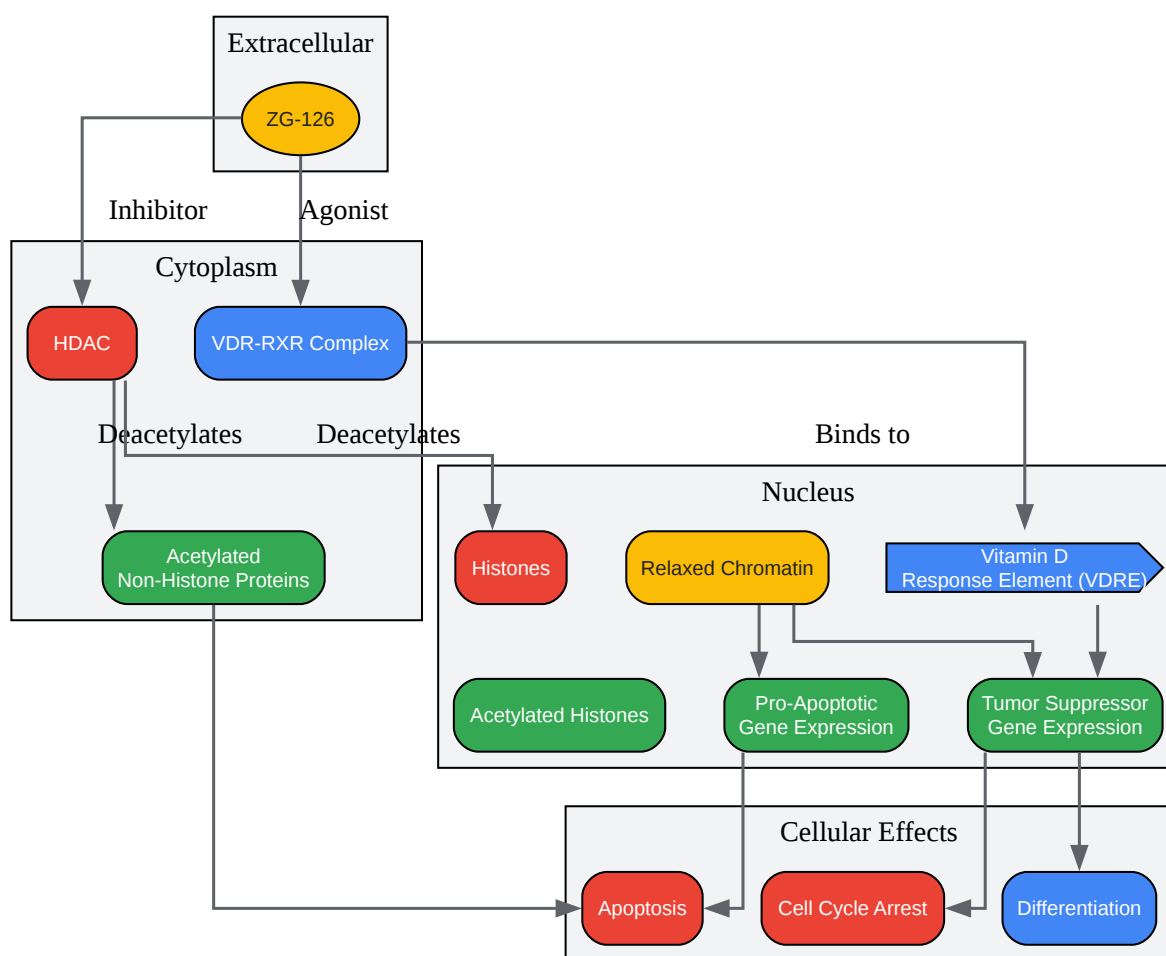 Extracellular
ZG-126
Inhibitor
Agonist
Cytoplasm
HDAC
VDR-RXR Complex
Deacetylates
Deacetylates
Binds to
Nucleus
Acetylated
Non-Histone Proteins
Histones
Relaxed Chromatin
Vitamin D
Response Element (VDRE)
Acetylated Histones
Pro-Apoptotic
Gene Expression
Tumor Suppressor
Gene Expression
Cellular Effects
Apoptosis
Cell Cycle Arrest
Differentiation